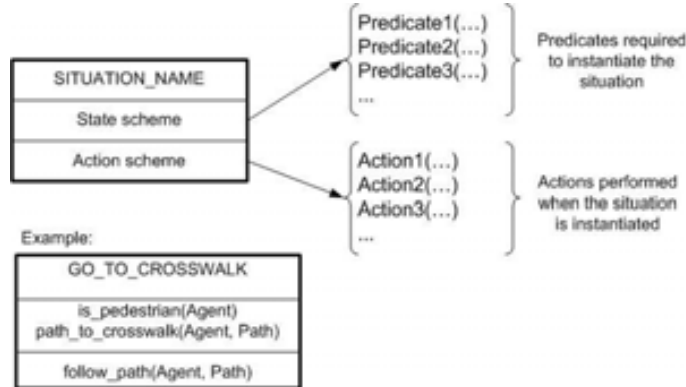 SITUATION_NAME
State scheme
Action scheme
Predicate1(...)
Predicate2(...)
Predicate3(...)
...
Predicates required
to instantiate the
situation
Action1(...)
Action2(...)
Action3(...)
...
Actions performed
when the situation
is instantiated
Example:
GO_TO_CROSSWALK
is_pedestrian(Agent)
path_to_crosswalk(Agent, Path)
follow_path(Agent, Path)